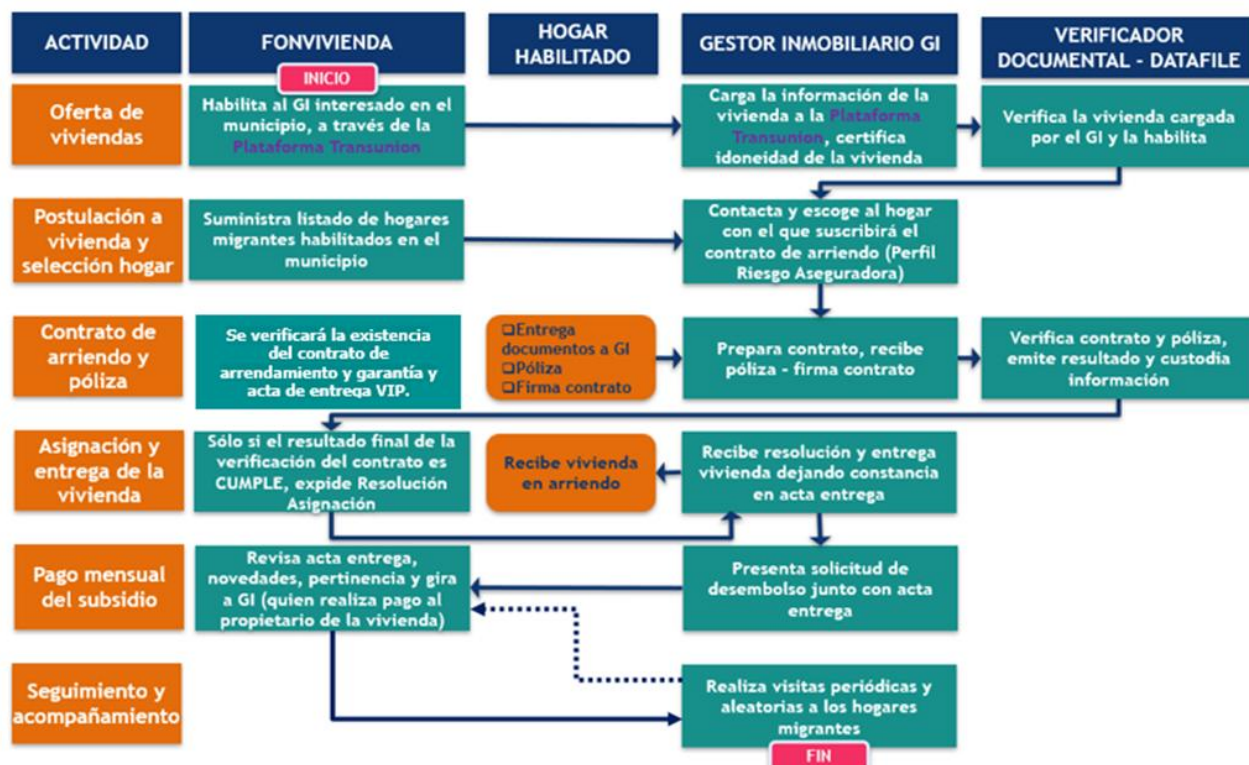 ACTIVIDAD
FONVIVIENDA
HOGAR
HABILITADO
GESTOR INMOBILIARIO GI
VERIFICADOR
DOCUMENTAL - DATAFILE
INICIO
Oferta de
viviendas
Habilita al GI interesado en el
municipio, a través de la
Plataforma Transunion
Carga la información de la
vivienda a la Plataforma
Transunion, certifica
idoneidad de la vivienda
Verifica la vivienda cargada
por el GI y la habilita
Postulación a
vivienda y
selección hogar
Suministra listado de hogares
migrantes habilitados en el
municipio
Contacta y escoge al hogar
con el que suscribirá el
contrato de arriendo (Perfil
Riesgo Aseguradora)
Contrato de
arriendo y
póliza
Se verificará la existencia
del contrato de
arrendamiento y garantía y
acta de entrega VIP.
❑Entrega
documentos a GI
❑Póliza
❑Firma contrato
Prepara contrato, recibe
póliza - firma contrato
Verifica contrato y póliza,
emite resultado y custodia
información
Asignación y
entrega de la
vivienda
Sólo si el resultado final de la
verificación del contrato es
CUMPLE, expide Resolución
Asignación
Recibe vivienda
en arriendo
Recibe resolución y entrega
vivienda dejando constancia
en acta entrega
Pago mensual
del subsidio
Revisa acta entrega,
novedades, pertinencia y gira
a GI (quien realiza pago al
propietario de la vivienda)
Presenta solicitud de
desembolso junto con acta
entrega
Seguimiento y
acompañamiento
Realiza visitas periódicas y
aleatorias a los hogares
migrantes
FIN